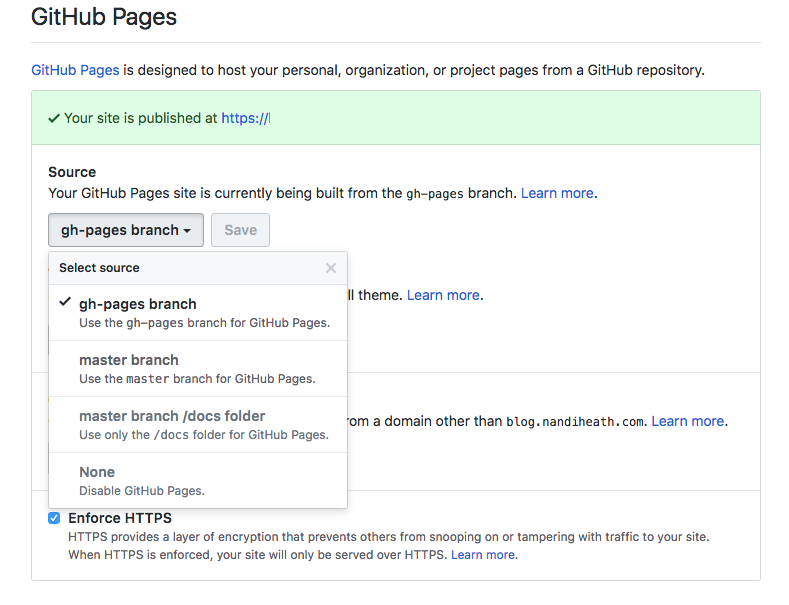 GitHub Pages
GitHub Pages is designed to host your personal, organization, or project pages from a GitHub repository.
Your site is published at https://
Source
Your GitHub Pages site is currently being built from the gh-pages branch. Learn more.
gh-pages branch
Save
Select source
ll theme. Learn more.
gh-pages branch
Use the gh-pages branch for GitHub Pages.
master branch
Use the master branch for GitHub Pages.
master branch /docs folder
rom a domain other than blog.nandiheath.com. Learn more.
Use only the /docs folder for GitHub Pages.
None
Disable GitHub Pages.
Enforce HTTPS
HTTPS provides a layer of encryption that prevents others from snooping on or tampering with traffic to your site.
When HTTPS is enforced, your site will only be served over HTTPS. Learn more.